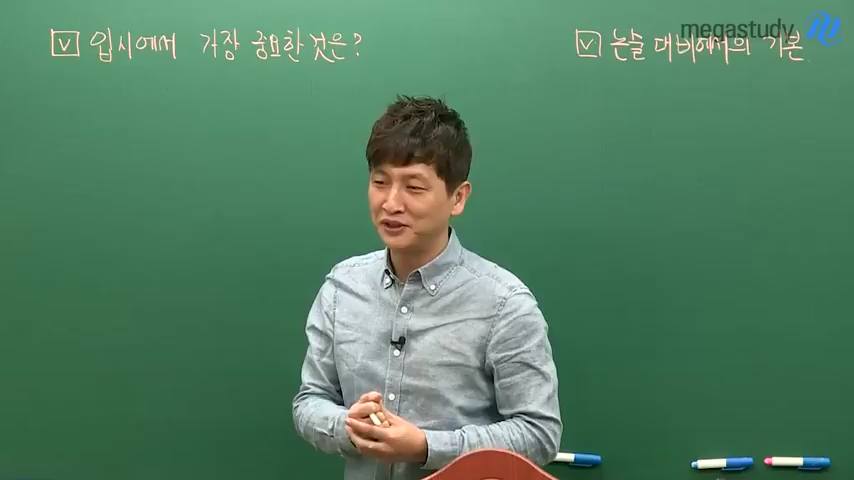 ☑ 입시에서 가장 중요한 것은?
☑ 논술 대비에서의 기본
megastudy